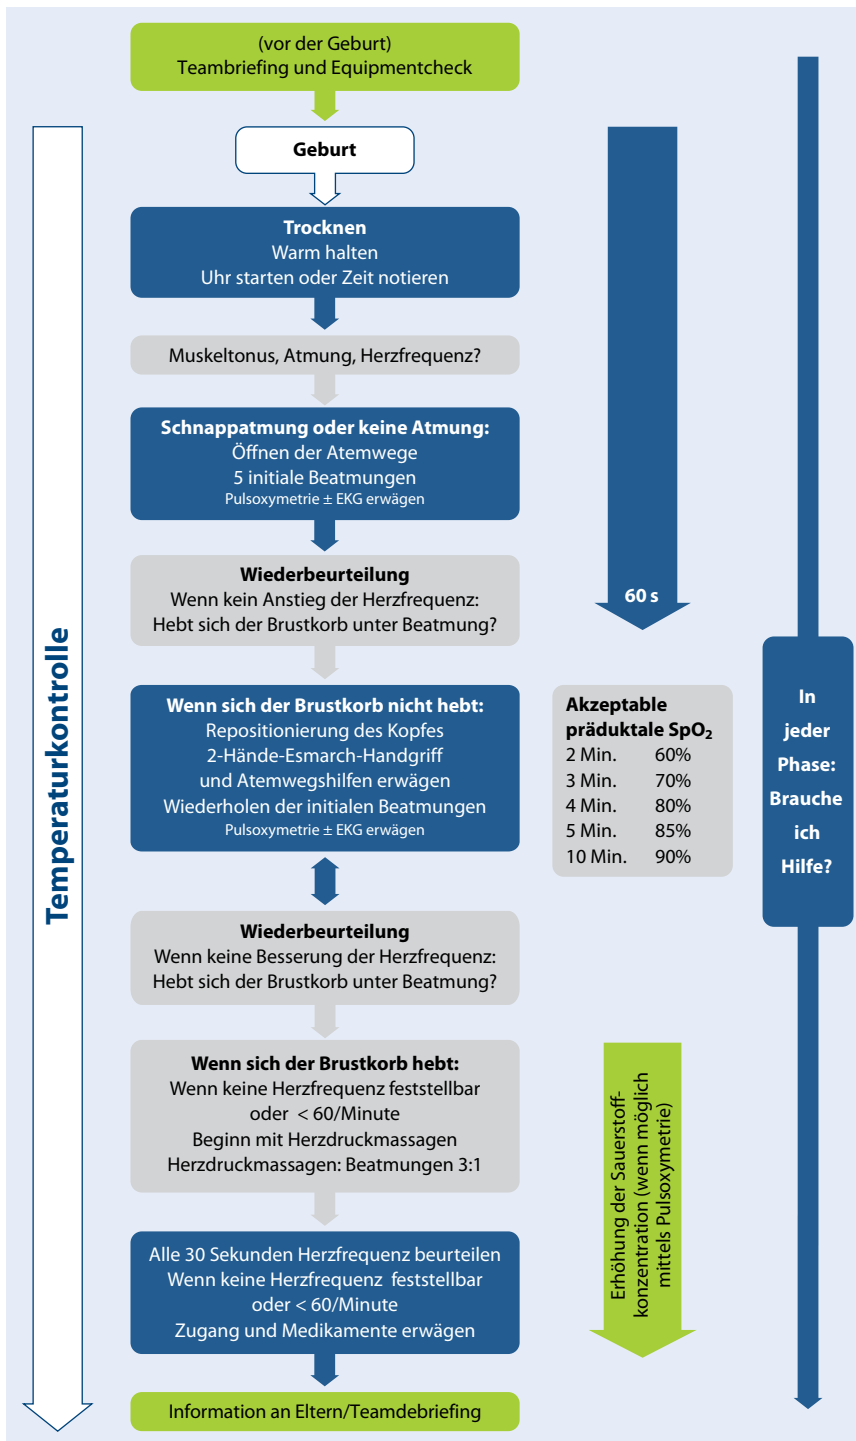 (vor der Geburt)
Teambriefing und Equipmentcheck
Geburt
Trocknen
Warm halten
Uhr starten oder Zeit notieren
Muskeltonus, Atmung, Herzfrequenz?
Schnappatmung oder keine Atmung:
Öffnen der Atemwege
5 initiale Beatmungen
Pulsoxymetrie ± EKG erwägen
Wiederbeurteilung
Wenn kein Anstieg der Herzfrequenz:
Hebt sich der Brustkorb unter Beatmung?
Wenn sich der Brustkorb nicht hebt:
Repositionierung des Kopfes
2-Hände-Esmarch-Handgriff
und Atemwegshilfen erwägen
Wiederholen der initialen Beatmungen
Pulsoxymetrie ± EKG erwägen
Wiederbeurteilung
Wenn keine Besserung der Herzfrequenz:
Hebt sich der Brustkorb unter Beatmung?
Wenn sich der Brustkorb hebt:
Wenn keine Herzfrequenz feststellbar
oder < 60/Minute
Beginn mit Herzdruckmassagen
Herzdruckmassagen: Beatmungen 3:1
Alle 30 Sekunden Herzfrequenz beurteilen
Wenn keine Herzfrequenz feststellbar
oder < 60/Minute
Zugang und Medikamente erwägen
Information an Eltern/Teamdebriefing
Temperaturkontrolle
60 s
Akzeptable
präduktale SpO₂
2 Min. 60%
3 Min. 70%
4 Min. 80%
5 Min. 85%
10 Min. 90%
Erhöhung der Sauerstoff-
konzentration (wenn möglich
mittels Pulsoxymetrie)
In
jeder
Phase:
Brauche
ich
Hilfe?